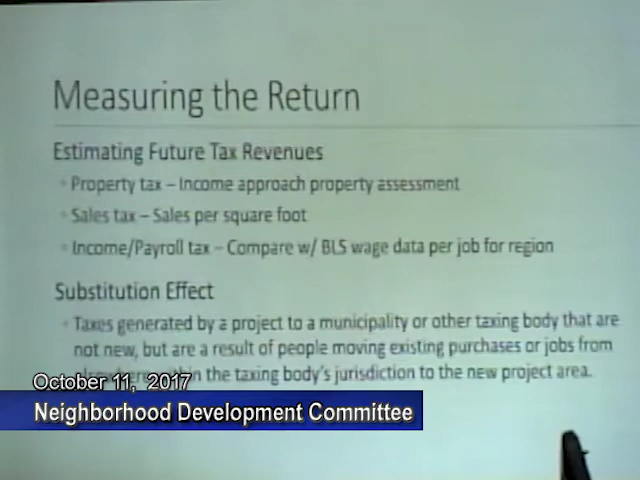 Measuring the Return
Estimating Future Tax Revenues
• Property tax – Income approach property assessment
• Sales tax – Sales per square foot
• Income/Payroll tax – Compare w/ BLS wage data per job for region
Substitution Effect
• Taxes generated by a project to a municipality or other taxing body that are
not new, but are a result of people moving existing purchases or jobs from
the taxing body's jurisdiction to the new project area.
October 11, 2017
Neighborhood Development Committee